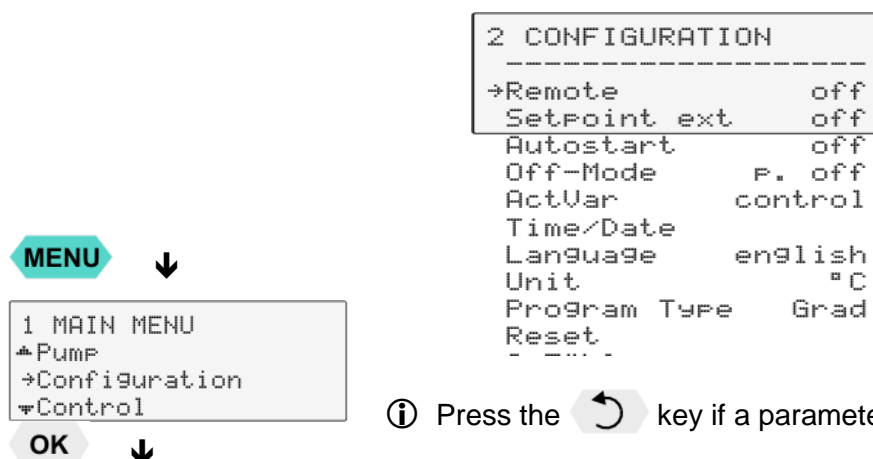 2 CONFIGURATION
--------------------
→Remote off
Setpoint ext off
Autostart off
Off-Mode p. off
ActVar control
Time/Date
Language english
Unit °C
Program Type Grad
Reset
MENU
1 MAIN MENU
Pump
→Configuration
Control
OK
Press the key if a paramete